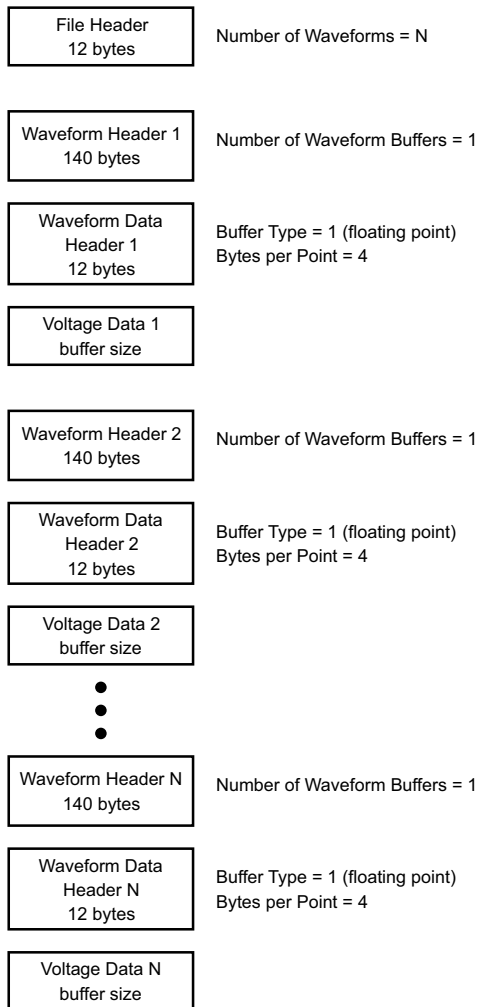 File Header
12 bytes
Number of Waveforms = N
Waveform Header 1
140 bytes
Number of Waveform Buffers = 1
Waveform Data
Header 1
12 bytes
Buffer Type = 1 (floating point)
Bytes per Point = 4
Voltage Data 1
buffer size
Waveform Header 2
140 bytes
Number of Waveform Buffers = 1
Waveform Data
Header 2
12 bytes
Buffer Type = 1 (floating point)
Bytes per Point = 4
Voltage Data 2
buffer size
Waveform Header N
140 bytes
Number of Waveform Buffers = 1
Waveform Data
Header N
12 bytes
Buffer Type = 1 (floating point)
Bytes per Point = 4
Voltage Data N
buffer size